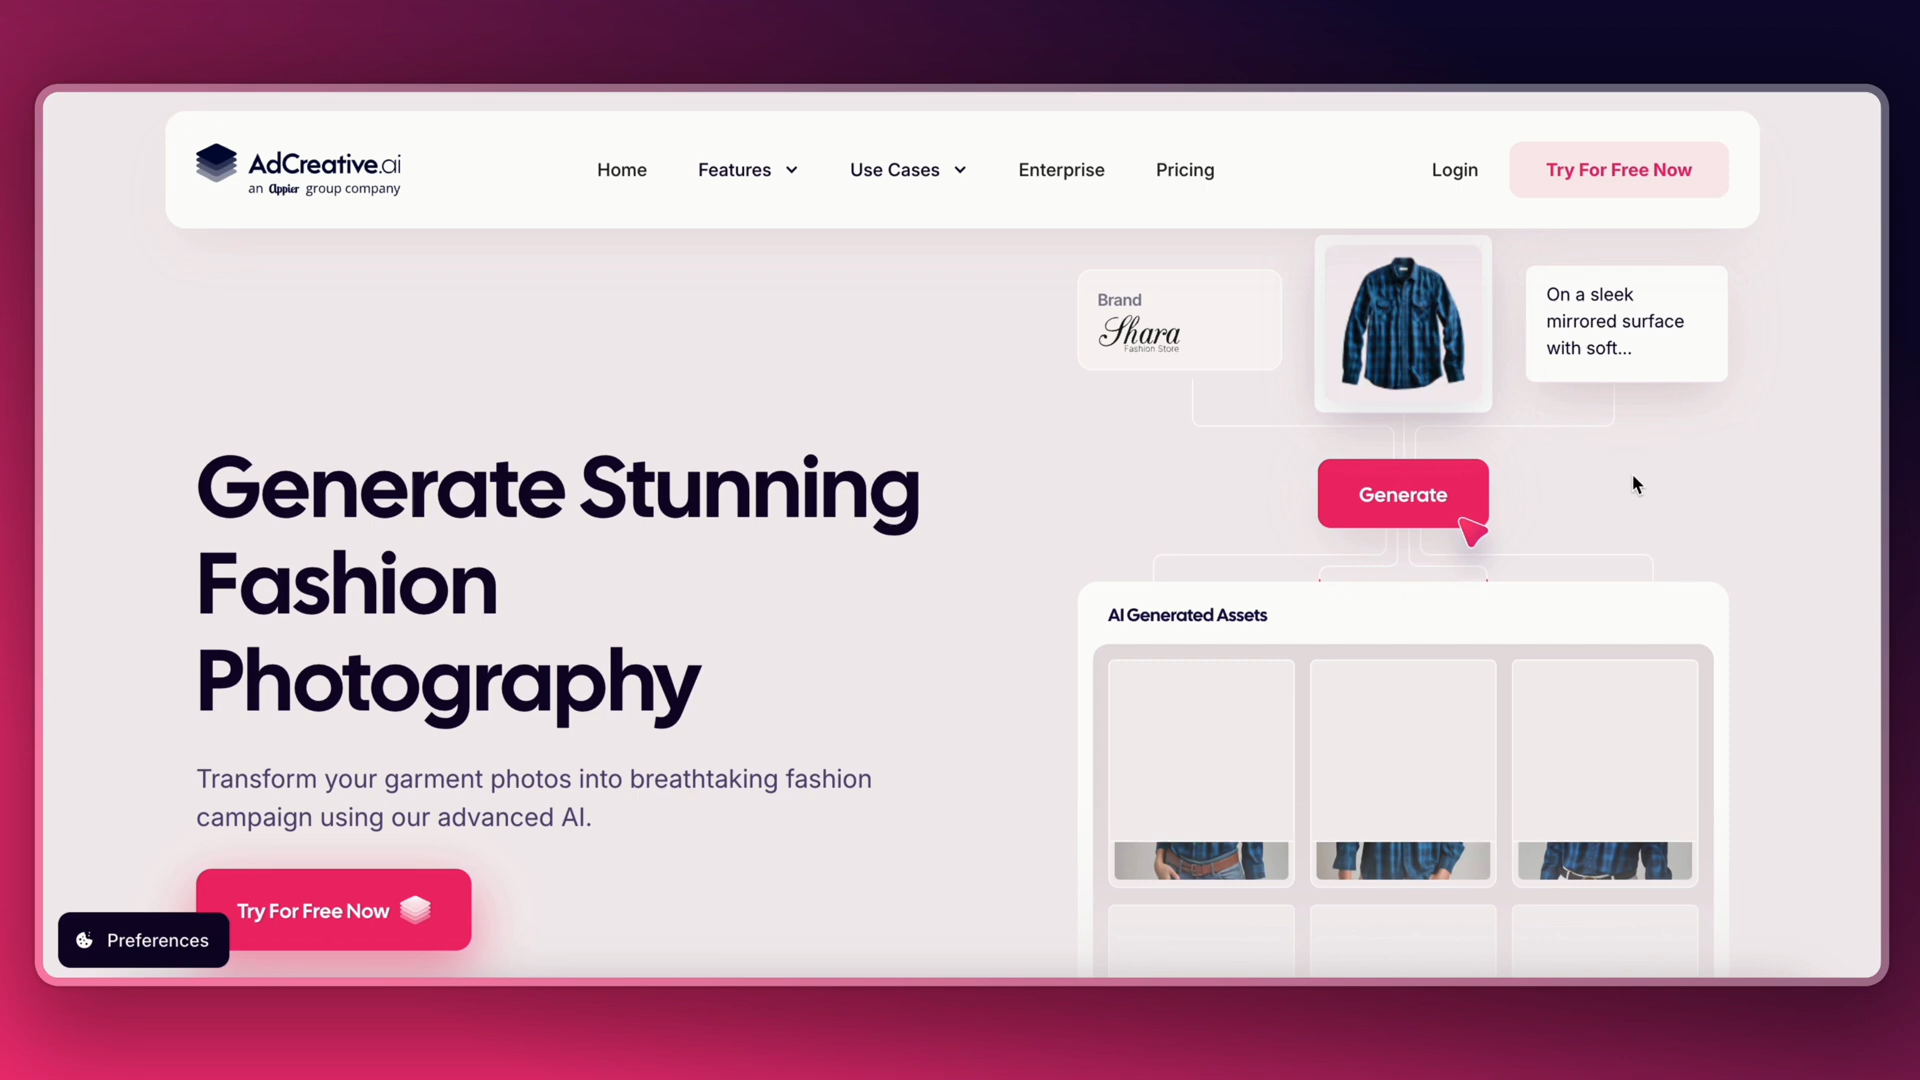 AdCreative.ai
an Appier group company
Home
Features
Use Cases
Enterprise
Pricing
Login
Try For Free Now
Brand
Shara
Fashion Store
On a sleek
mirrored surface
with soft...
Generate
Generate Stunning
Fashion
Photography
Transform your garment photos into breathtaking fashion
campaign using our advanced AI.
Try For Free Now
Preferences
AI Generated Assets